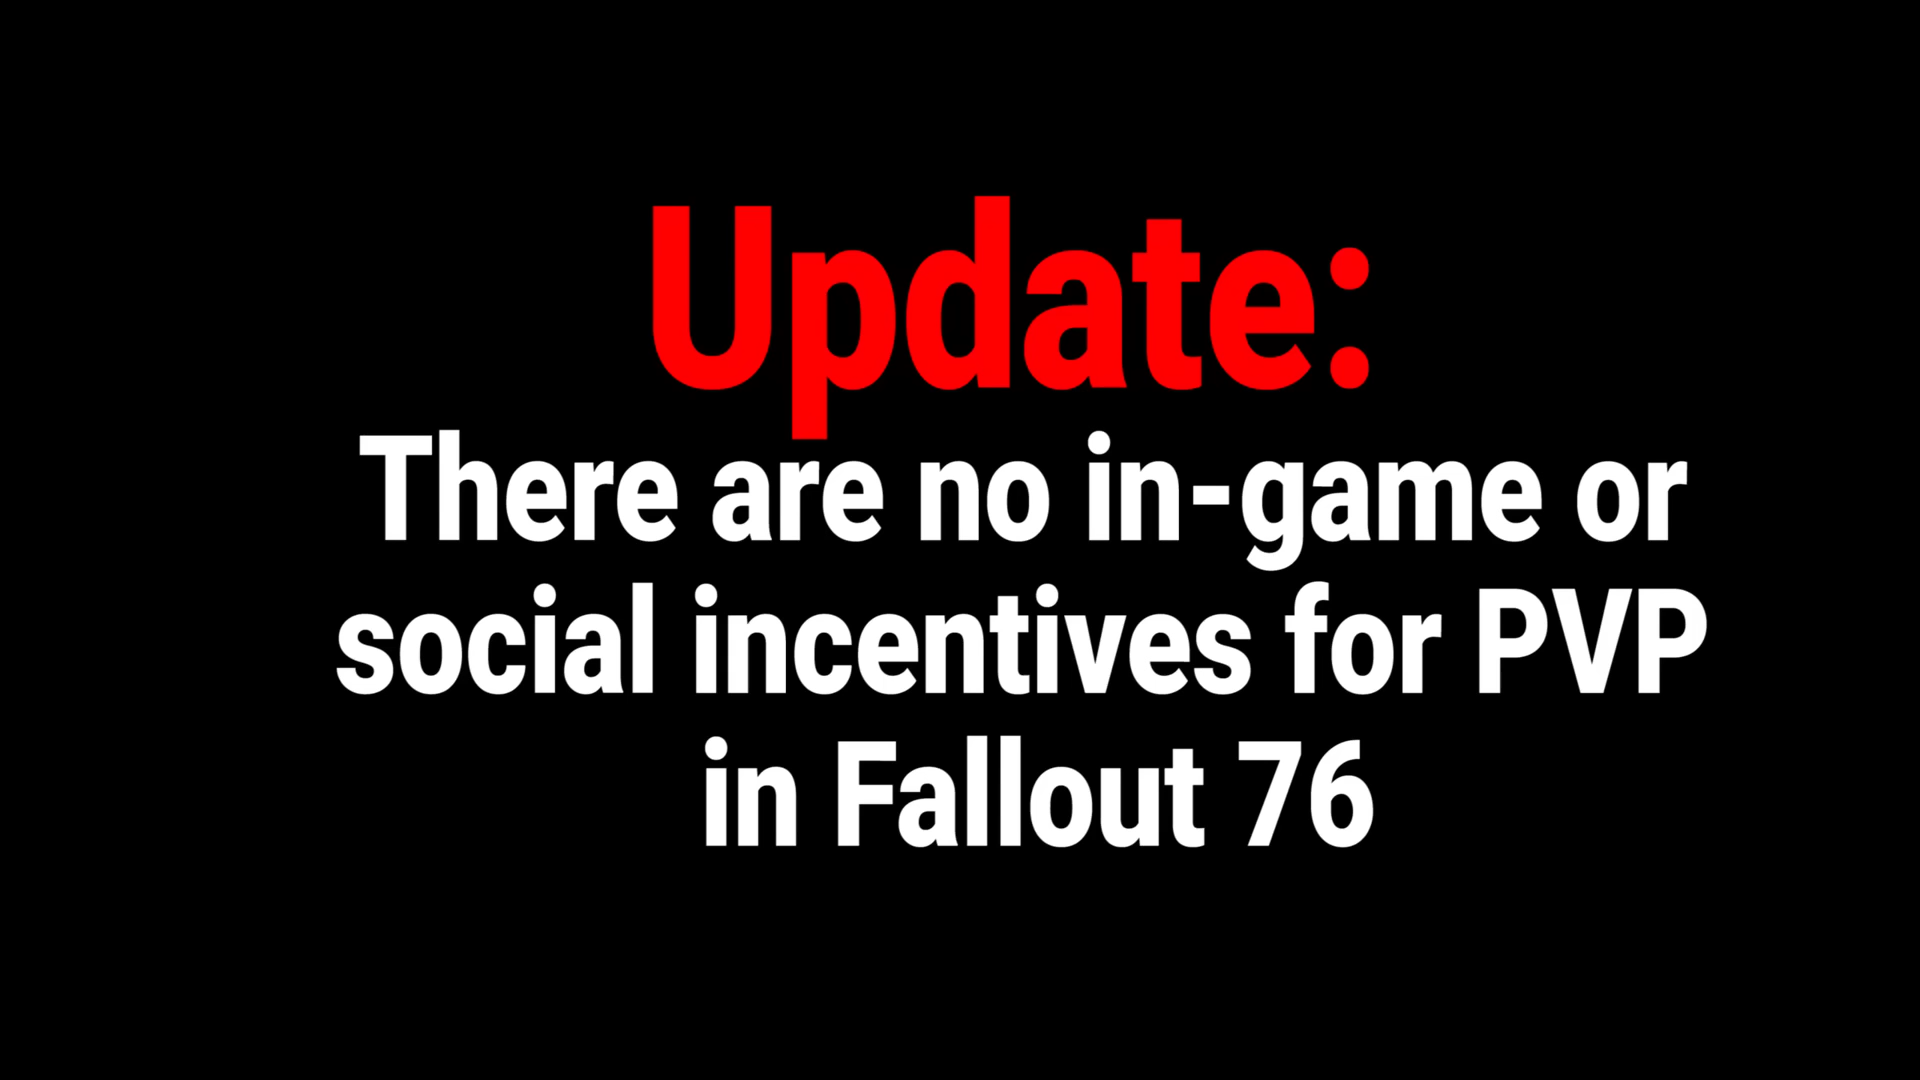 Update:
There are no in-game or
social incentives for PVP
in Fallout 76